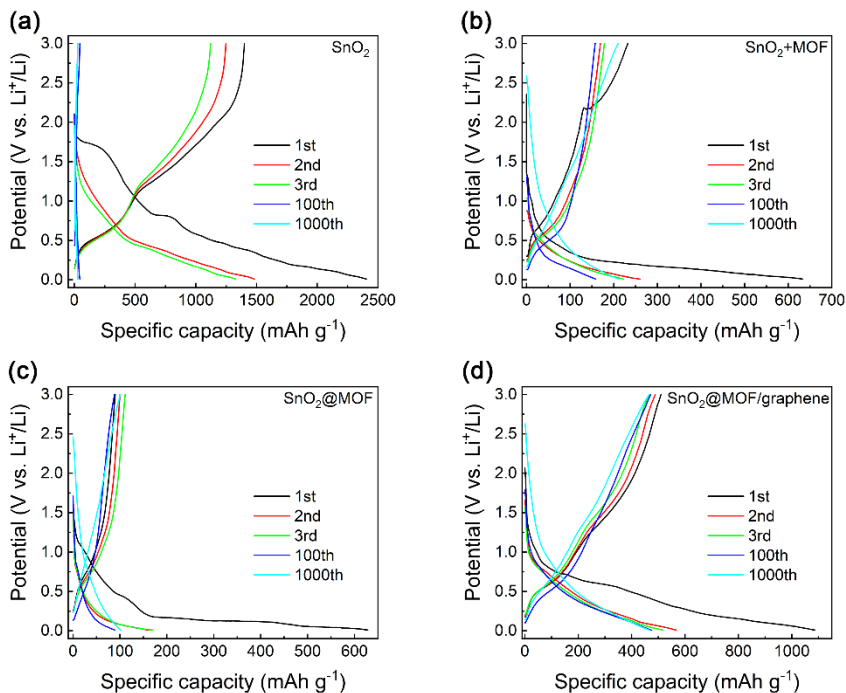 (a)
SnO₂
Potential (V vs. Li⁺/Li)
3.0
2.5
2.0
1.5
1.0
0.5
0.0
1st
2nd
3rd
100th
1000th
0 500 1000 1500 2000 2500
Specific capacity (mAh g⁻¹)
(b)
SnO₂+MOF
Potential (V vs. Li⁺/Li)
3.0
2.5
2.0
1.5
1.0
0.5
0.0
1st
2nd
3rd
100th
1000th
0 100 200 300 400 500 600 700
Specific capacity (mAh g⁻¹)
(c)
SnO₂@MOF
Potential (V vs. Li⁺/Li)
3.0
2.5
2.0
1.5
1.0
0.5
0.0
1st
2nd
3rd
100th
1000th
0 100 200 300 400 500 600
Specific capacity (mAh g⁻¹)
(d)
SnO₂@MOF/graphene
Potential (V vs. Li⁺/Li)
3.0
2.5
2.0
1.5
1.0
0.5
0.0
1st
2nd
3rd
100th
1000th
0 200 400 600 800 1000
Specific capacity (mAh g⁻¹)